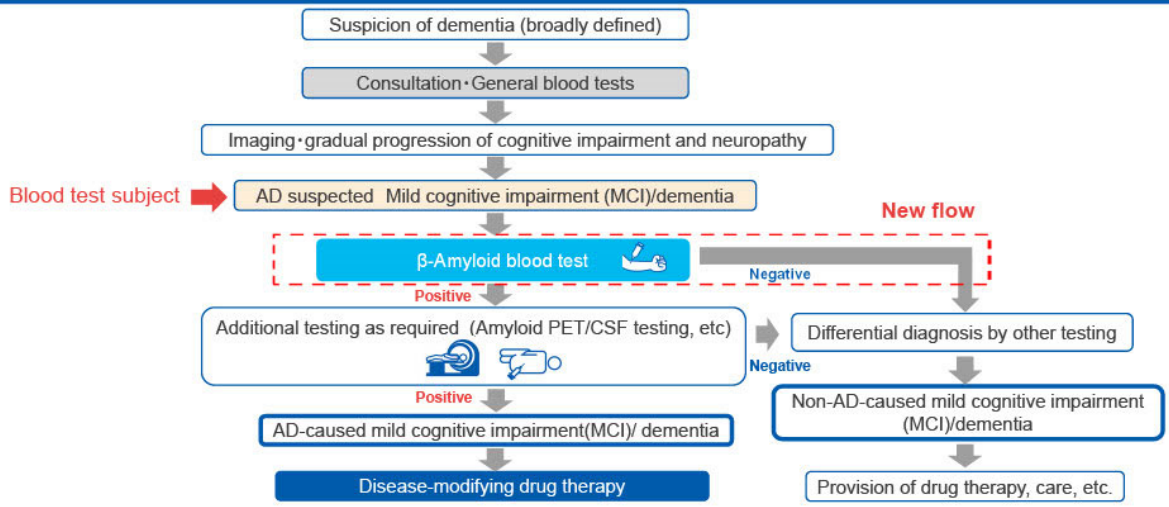 Suspicion of dementia (broadly defined)
Consultation・General blood tests
Imaging・gradual progression of cognitive impairment and neuropathy
Blood test subject
AD suspected Mild cognitive impairment (MCI)/dementia
New flow
β-Amyloid blood test
Negative
Positive
Additional testing as required (Amyloid PET/CSF testing, etc)
Differential diagnosis by other testing
Negative
Positive
Non-AD-caused mild cognitive impairment
(MCI)/dementia
AD-caused mild cognitive impairment(MCI)/ dementia
Disease-modifying drug therapy
Provision of drug therapy, care, etc.